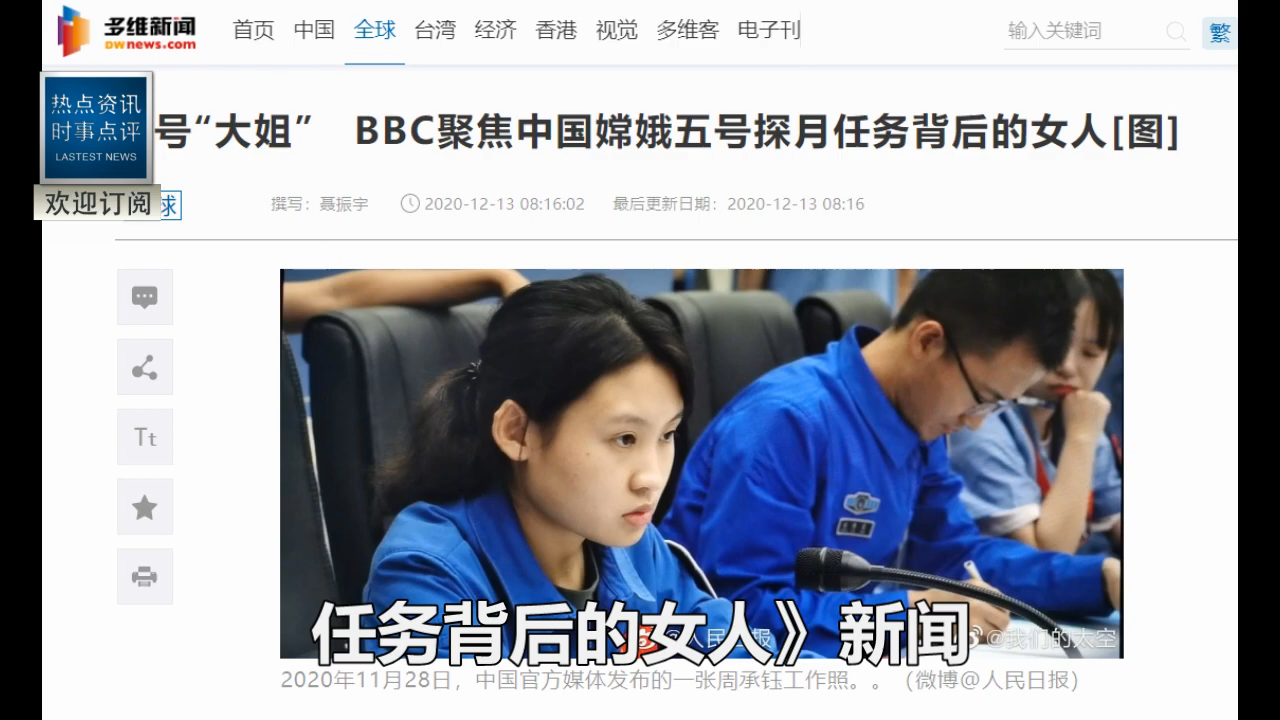 多维新闻
DWnews.com
首页 中国 全球 台湾 经济 香港 视觉 多维客 电子刊
输入关键词
繁
热点资讯
时事点评
LASTEST NEWS
欢迎订阅
号“大姐” BBC聚焦中国嫦娥五号探月任务背后的女人[图]
球
撰写：聂振宇 2020-12-13 08:16:02 最后更新日期：2020-12-13 08:16
Tt
任务背后的女人》新闻
@我们的太空
2020年11月28日，中国官方媒体发布的一张周承钰工作照。。（微博@人民日报）